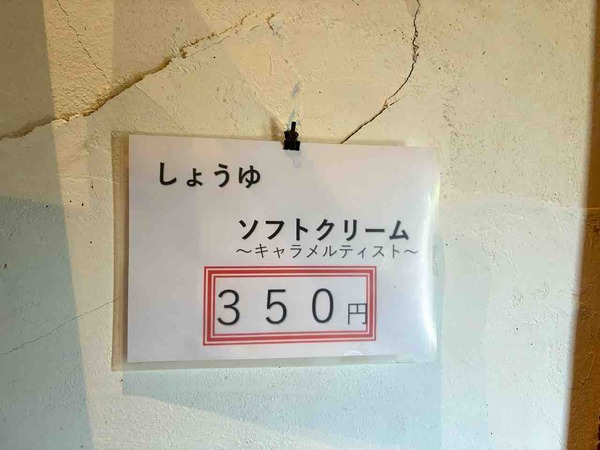 しょうゆ
ソフトクリーム
～キャラメルティスト～
３５０円